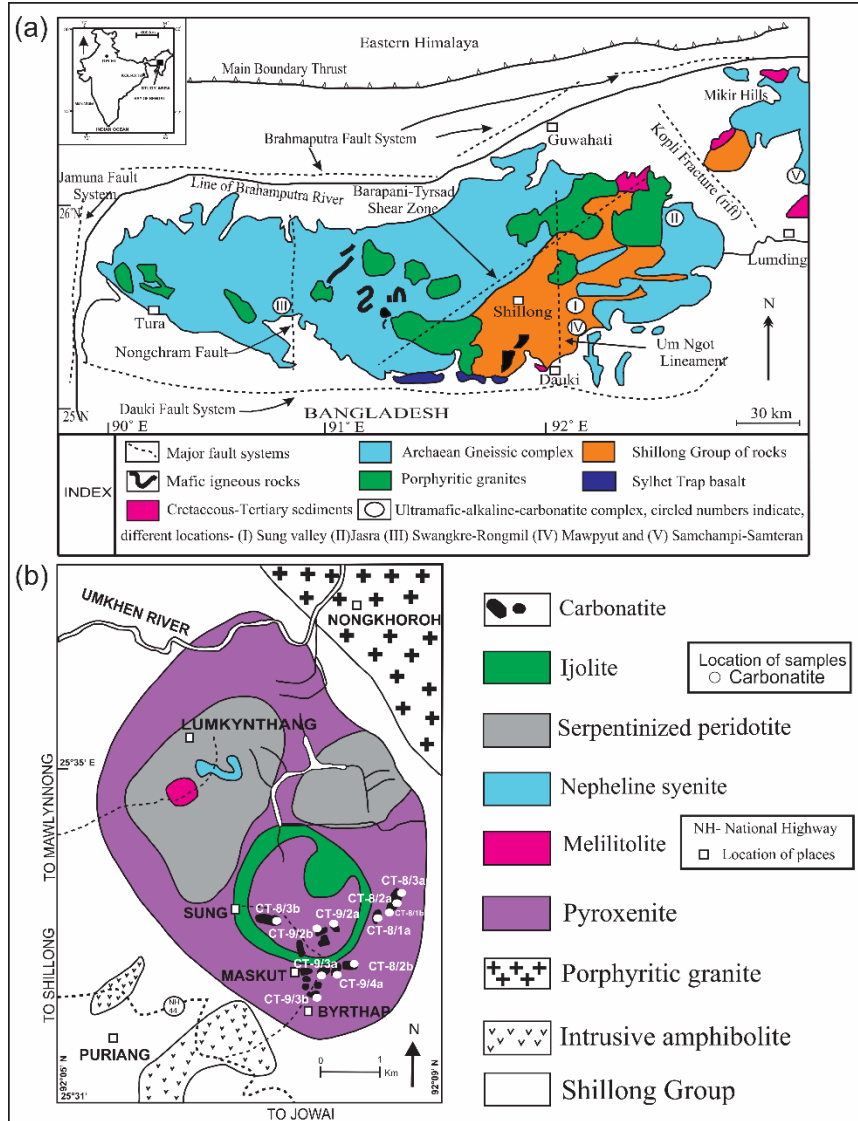 (a)
Eastern Himalaya
Main Boundary Thrust
STUDY AREA
INDIAN OCEAN
Mikir Hills
Brahmaputra Fault System
Guwahati
Kopli Fracture (rift)
Jamuna Fault
System
Line of Brahamputra River
Barapani-Tyrsad
Shear Zone
26°N
V
II
Lumding
III
Shillong
I
N
Tura
IV
Nongchram Fault
Um Ngot
Lineament
Dauki
Dauki Fault System
BANGLADESH
25°N
90° E
91° E
92° E
30 km
INDEX
Major fault systems
Archaean Gneissic complex
Shillong Group of rocks
Mafic igneous rocks
Porphyritic granites
Sylhet Trap basalt
Cretaceous-Tertiary sediments
Ultramafic-alkaline-carbonatite complex, circled numbers indicate,
different locations- (I) Sung valley (II)Jasra (III) Swangkre-Rongmil (IV) Mawpyut and (V) Samchampi-Samteran
(b)
UMKHEN RIVER
NONGKHOROH
LUMKYNTHANG
25°35' E
TO MAWLYNNONG
CT-8/3a
CT-8/2a
CT-8/1b
CT-8/3b
CT-9/2a
SUNG
CT-8/1a
CT-9/2b
CT-9/3a
CT-8/2b
MASKUT
CT-9/4a
CT-9/3b
BYRTHAP
TO SHILLONG
NH
44
N
PURIANG
0 1
Km
92°05' N
92°09' N
25°31'
TO JOWAI
Carbonatite
Ijolite
Location of samples
Carbonatite
Serpentinized peridotite
Nepheline syenite
Melilitolite
NH- National Highway
Location of places
Pyroxenite
Porphyritic granite
Intrusive amphibolite
Shillong Group